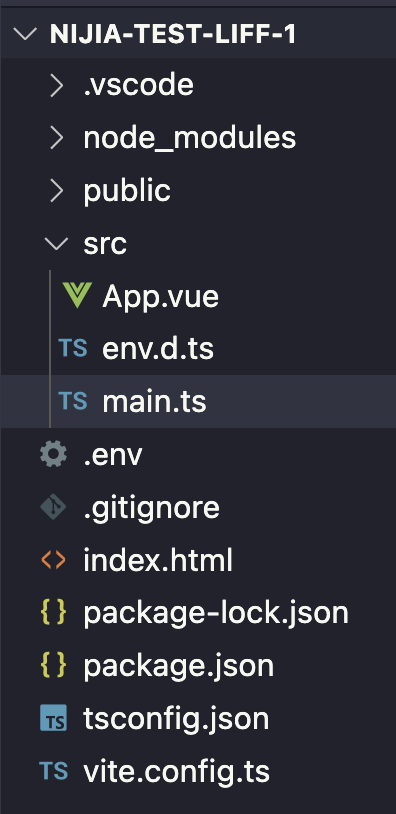 NIJIA-TEST-LIFF-1
.vscode
node_modules
public
src
App.vue
TS env.d.ts
TS main.ts
.env
.gitignore
<> index.html
{} package-lock.json
{} package.json
TS tsconfig.json
TS vite.config.ts